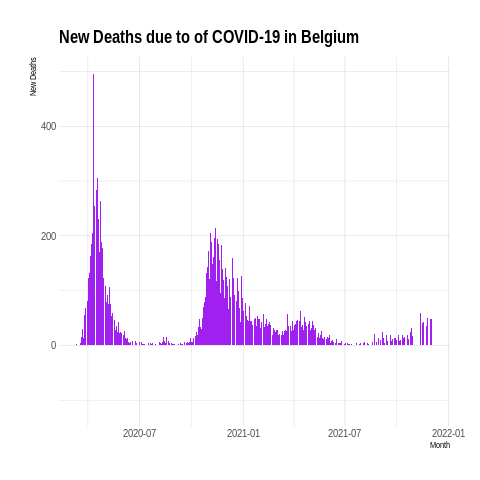 New Deaths due to of COVID-19 in Belgium
New Deaths
400
200
0
2020-07 2021-01 2021-07 2022-01
Month